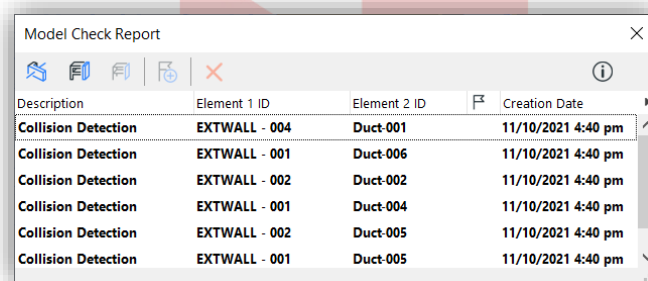 Model Check Report
Description Element 1 ID Element 2 ID Creation Date
Collision Detection EXTWALL - 004 Duct-001 11/10/2021 4:40 pm
Collision Detection EXTWALL - 001 Duct-006 11/10/2021 4:40 pm
Collision Detection EXTWALL - 002 Duct-002 11/10/2021 4:40 pm
Collision Detection EXTWALL - 001 Duct-004 11/10/2021 4:40 pm
Collision Detection EXTWALL - 002 Duct-005 11/10/2021 4:40 pm
Collision Detection EXTWALL - 001 Duct-005 11/10/2021 4:40 pm